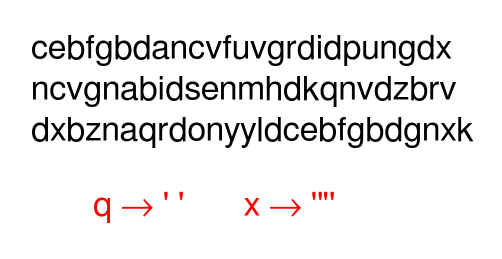 cebfgbdancvfuvgrdidpungdx
ncvgnabidsenmhdkqnvdzbrv
dxbznaqrdonyyldcebfgbdgnxk
q → ' ' x → ""